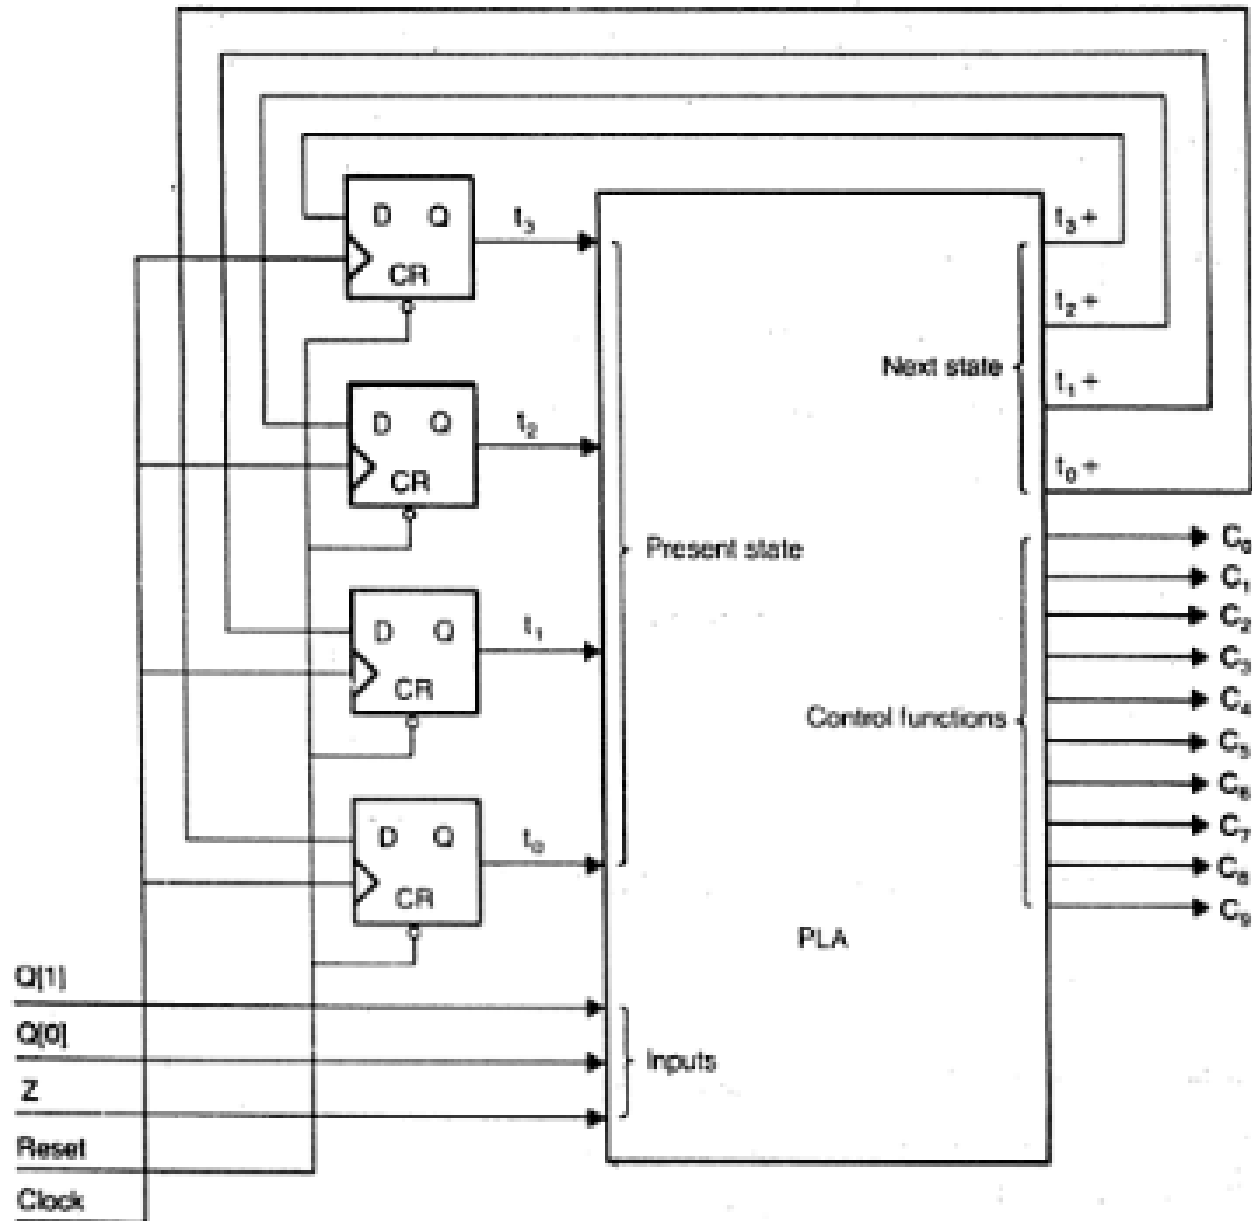 D Q t₃ t₃+
CR
t₂+
Next state
D Q t₂ t₁+
CR
t₀+
C₀
Present state
C₁
C₂
D Q t₁ C₃
CR
C₄
Control functions
C₅
C₆
C₇
D Q t₀ C₈
CR
C₉
PLA
Q[1]
Q[0]
Inputs
Z
Reset
Clock